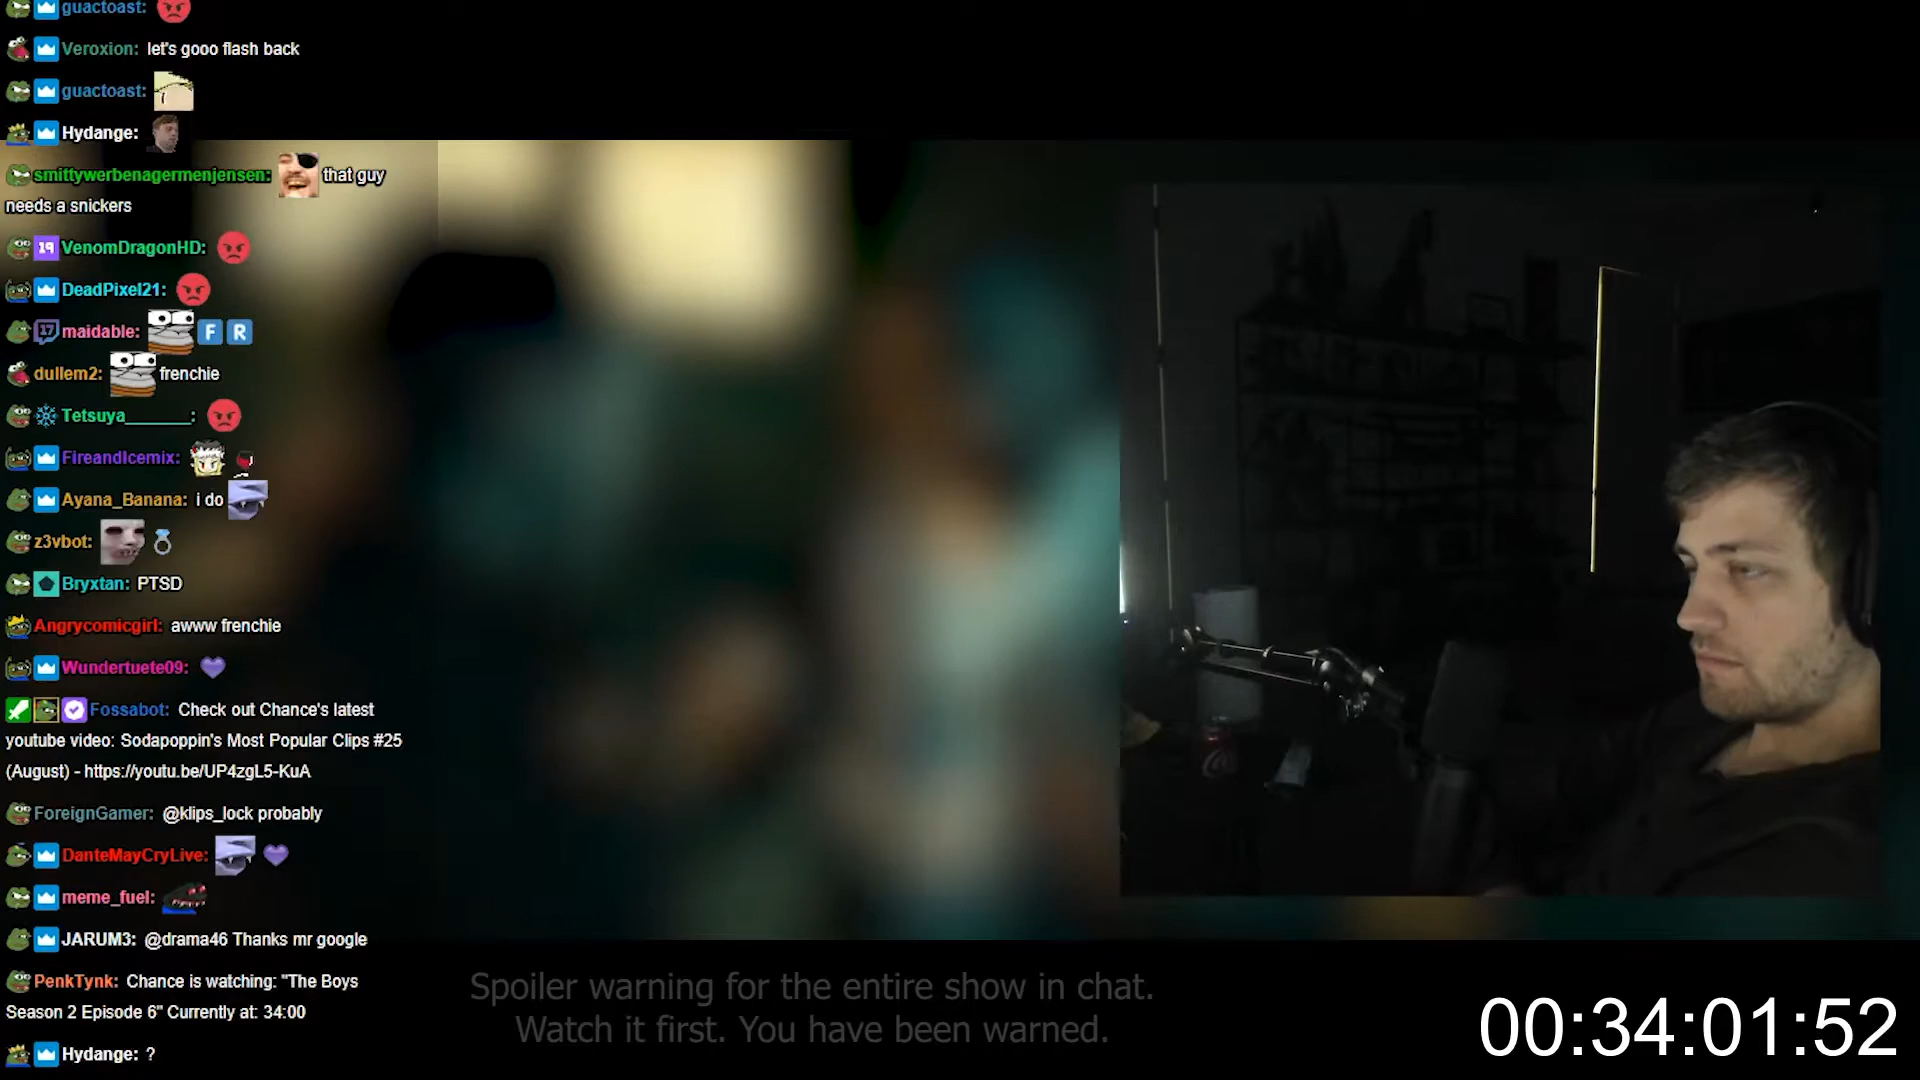 guactoast:
Veroxion: let's gooo flash back
guactoast:
Hydange:
smittywerbenagermenjensen: that guy
needs a snickers
19 VenomDragonHD:
DeadPixel21:
17 maidable: F R
dullem2: frenchie
Tetsuya_______:
FireandIcemix:
Ayana_Banana: i do
z3vbot:
Bryxtan: PTSD
Angrycomicgirl: awww frenchie
Wundertuete09:
Fossabot: Check out Chance's latest
youtube video: Sodapoppin's Most Popular Clips #25
(August) - https://youtu.be/UP4zgL5-KuA
ForeignGamer: @klips_lock probably
DanteMayCryLive:
meme_fuel:
JARUM3: @drama46 Thanks mr google
PenkTynk: Chance is watching: "The Boys
Season 2 Episode 6" Currently at: 34:00
Hydange: ?
Spoiler warning for the entire show in chat.
Watch it first. You have been warned.
00:34:01:52